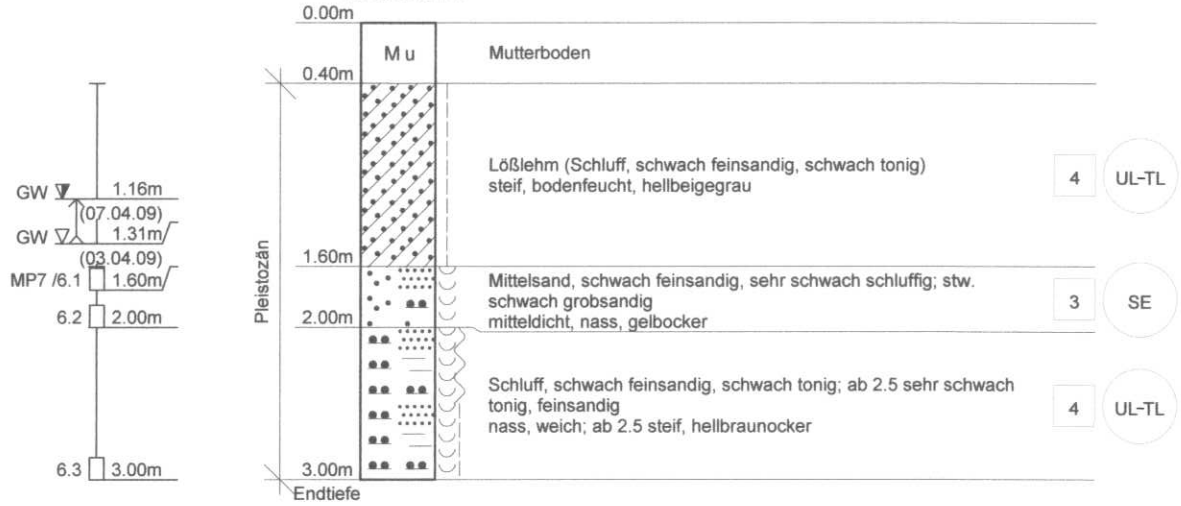 0.00m
M u
Mutterboden
0.40m
Lößlehm (Schluff, schwach feinsandig, schwach tonig)
steif, bodenfeucht, hellbeigegrau
4
UL-TL
GW 1.16m
(07.04.09)
GW 1.31m
(03.04.09)
MP7 /6.1 1.60m
6.2 2.00m
6.3 3.00m
Pleistozän
1.60m
Mittelsand, schwach feinsandig, sehr schwach schluffig; stw.
schwach grobsandig
mitteldicht, nass, gelbocker
3
SE
2.00m
Schluff, schwach feinsandig, schwach tonig; ab 2.5 sehr schwach
tonig, feinsandig
nass, weich; ab 2.5 steif, hellbraunocker
4
UL-TL
3.00m
Endtiefe